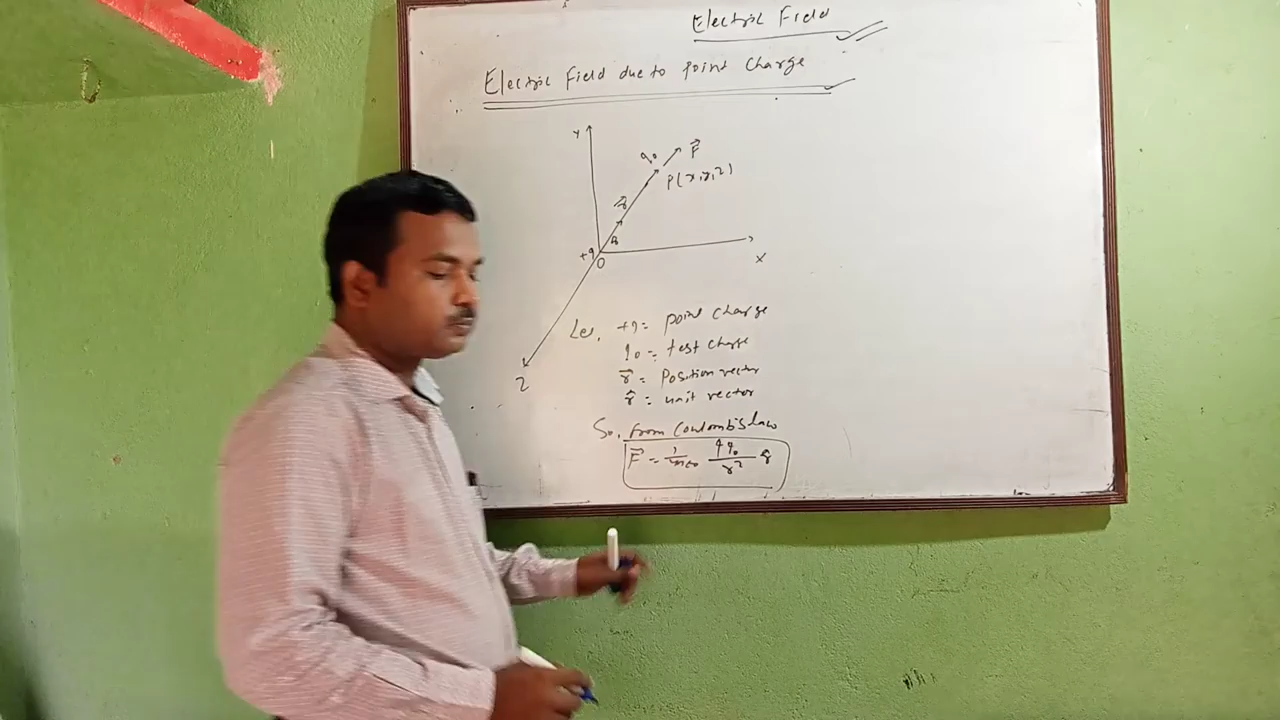 Electric Field
Electric Field due to point charge
Y
q₀
F⃗
P(x,y,z)
r⃗
r̂
+q
O
X
Z
Let, +q = point charge
q₀ = test charge
r⃗ = Position vector
r̂ = unit vector
So, from Coulomb's law
F⃗ = 1/4πε₀ qq₀/r² r̂